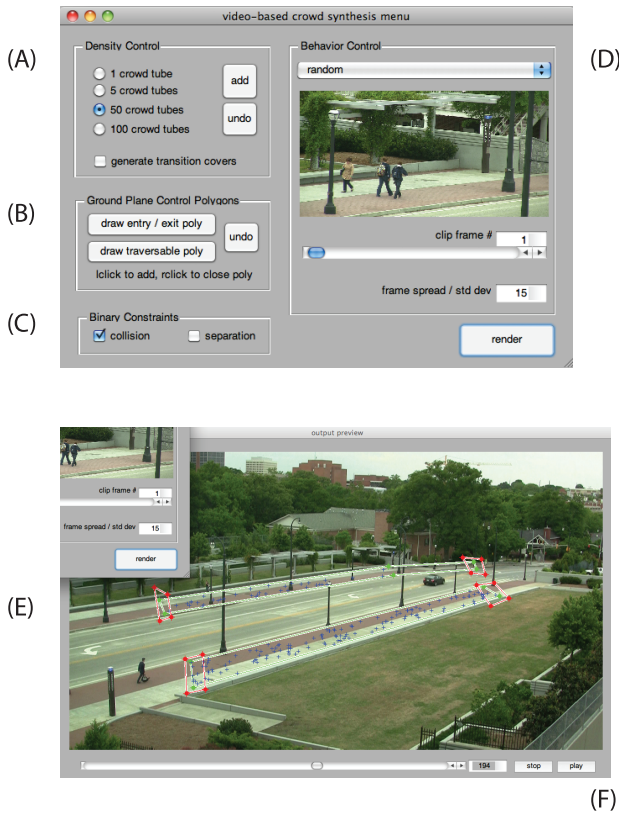 video-based crowd synthesis menu
(A)
Density Control
1 crowd tube
5 crowd tubes
50 crowd tubes
100 crowd tubes
add
undo
generate transition covers
(B)
Ground Plane Control Polygons
draw entry / exit poly
draw traversable poly
undo
lclick to add, rclick to close poly
(C)
Binary Constraints
collision
separation
(D)
Behavior Control
random
clip frame #
1
frame spread / std dev
15
render
output preview
clip frame #
1
frame spread / std dev
15
render
(E)
194
stop
play
(F)